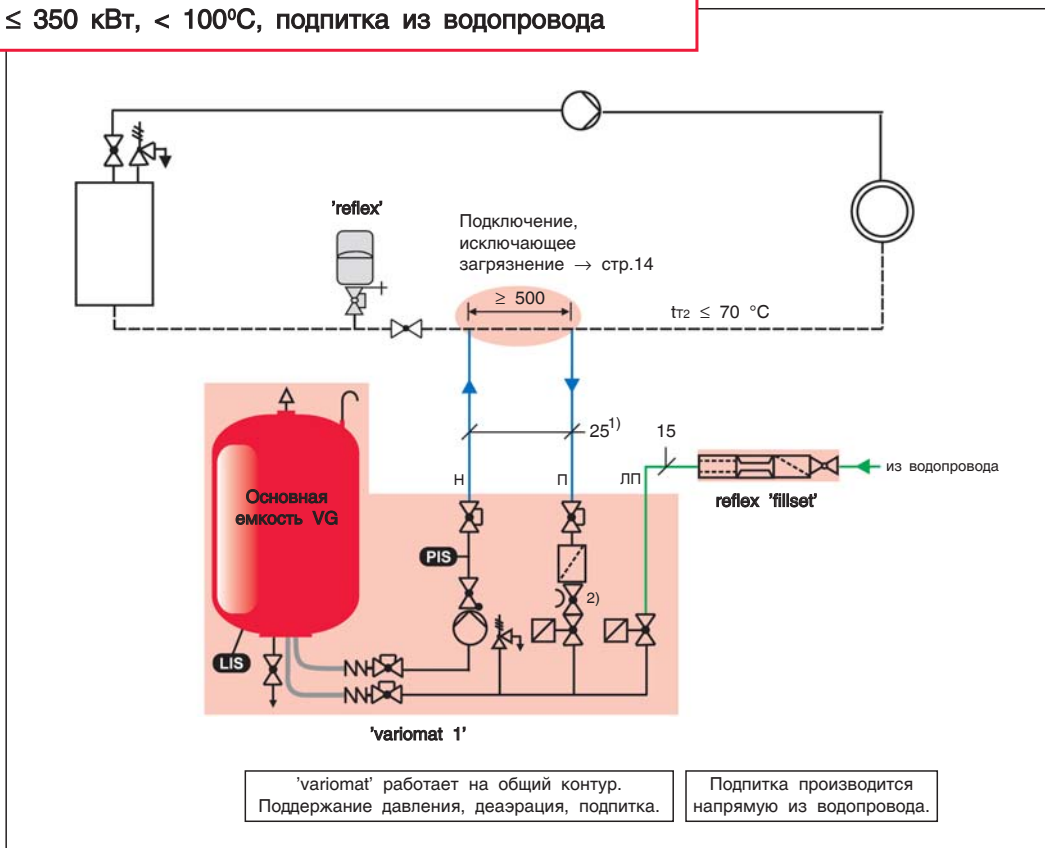 ≤ 350 кВт, < 100⁰С, подпитка из водопровода
'reflex'
Подключение,
исключающее
загрязнение → стр.14
≥ 500
tт2 ≤ 70 °C
25¹⁾
15
из водопровода
Н
П
ЛП
reflex 'fillset'
Основная
емкость VG
PIS
2)
LIS
'variomat 1'
'variomat' работает на общий контур.
Поддержание давления, деаэрация, подпитка.
Подпитка производится
напрямую из водопровода.